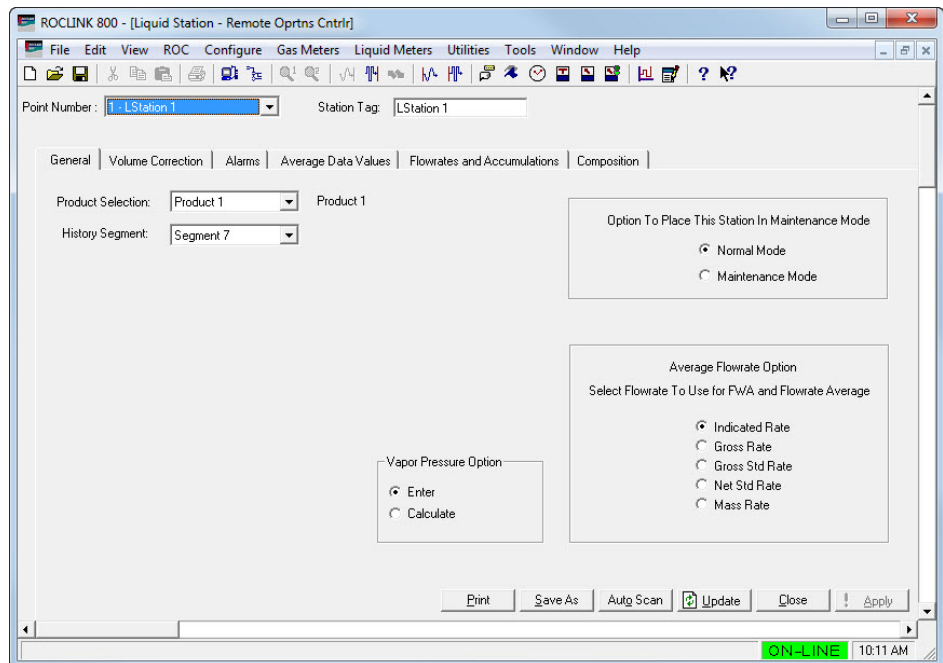 ROCLINK 800 - [Liquid Station - Remote Oprtns Cntrlr]
File Edit View ROC Configure Gas Meters Liquid Meters Utilities Tools Window Help
Point Number : 1 - LStation 1 Station Tag: LStation 1
General Volume Correction Alarms Average Data Values Flowrates and Accumulations Composition
Product Selection: Product 1 Product 1
History Segment: Segment 7
Option To Place This Station In Maintenance Mode
Normal Mode
Maintenance Mode
Average Flowrate Option
Select Flowrate To Use for FWA and Flowrate Average
Indicated Rate
Gross Rate
Gross Std Rate
Net Std Rate
Mass Rate
Vapor Pressure Option
Enter
Calculate
Print Save As Auto Scan Update Close ! Apply
ON-LINE 10:11 AM